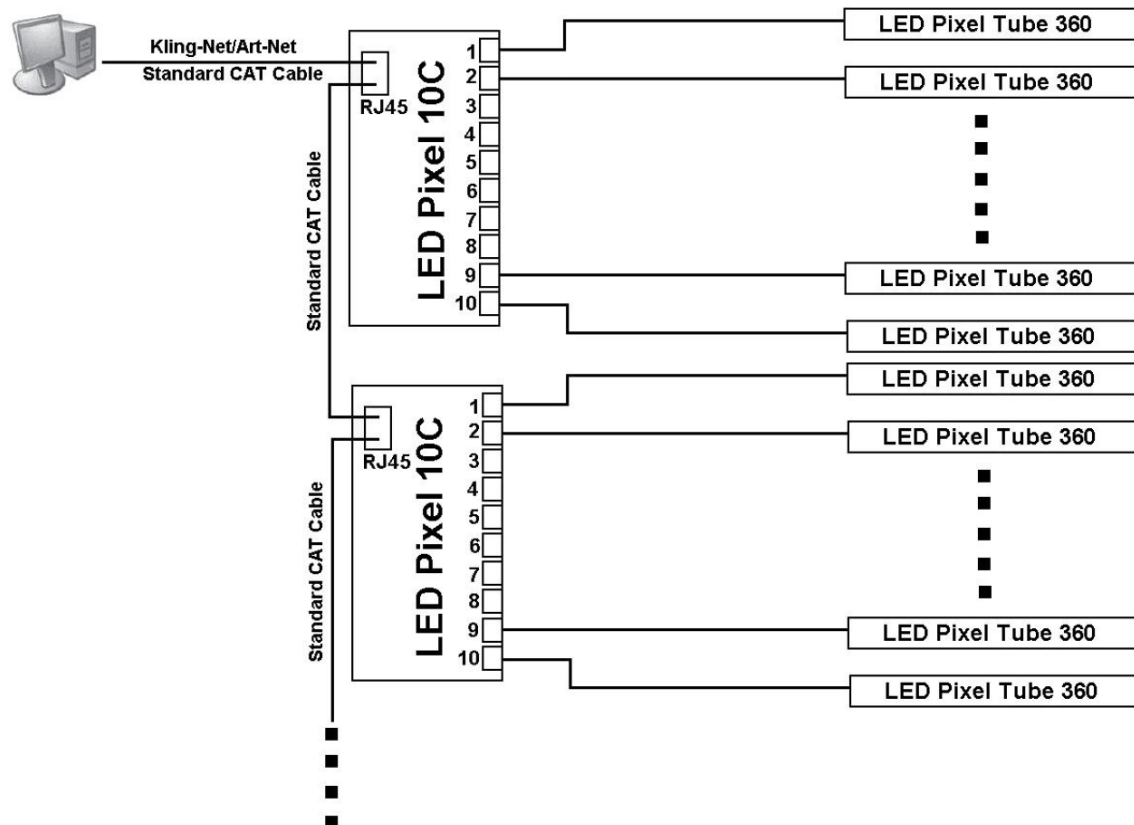 Kling-Net/Art-Net
Standard CAT Cable
RJ45
LED Pixel 10C
1
2
3
4
5
6
7
8
9
10
LED Pixel Tube 360
LED Pixel Tube 360
LED Pixel Tube 360
LED Pixel Tube 360
Standard CAT Cable
RJ45
LED Pixel 10C
1
2
3
4
5
6
7
8
9
10
LED Pixel Tube 360
LED Pixel Tube 360
LED Pixel Tube 360
LED Pixel Tube 360
Standard CAT Cable